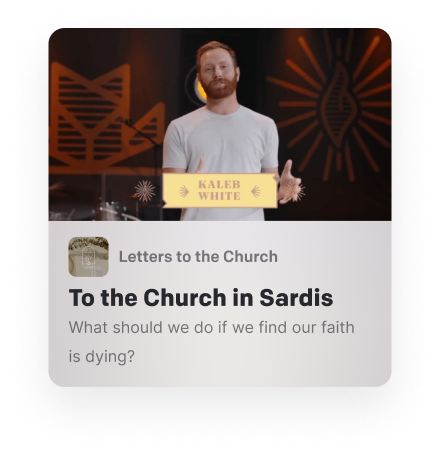 KALEB
WHITE
Letters to the Church
To the Church in Sardis
What should we do if we find our faith
is dying?